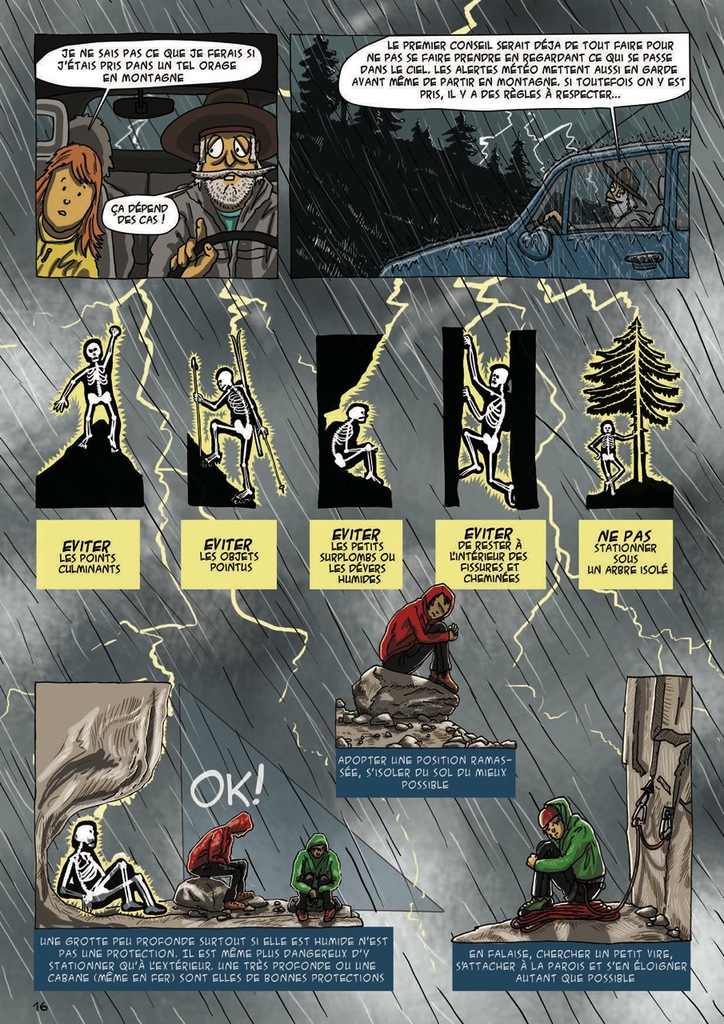 JE NE SAIS PAS CE QUE JE FERAIS SI
J'ÉTAIS PRIS DANS UN TEL ORAGE
EN MONTAGNE
ÇA DÉPEND
DES CAS !
LE PREMIER CONSEIL SERAIT DÉJA DE TOUT FAIRE POUR
NE PAS SE FAIRE PRENDRE EN REGARDANT CE QUI SE PASSE
DANS LE CIEL. LES ALERTES MÉTÉO METTENT AUSSI EN GARDE
AVANT MÊME DE PARTIR EN MONTAGNE. SI TOUTEFOIS ON Y EST
PRIS, IL Y A DES RÈGLES À RESPECTER...
EVITER
LES POINTS
CULMINANTS
EVITER
LES OBJETS
POINTUS
EVITER
LES PETITS
SURPLOMBS OU
LES DÉVERS
HUMIDES
EVITER
DE RESTER À
L'INTÉRIEUR DES
FISSURES ET
CHEMINÉES
NE PAS
STATIONNER
SOUS
UN ARBRE ISOLÉ
ADOPTER UNE POSITION RAMAS-
SÉE, S'ISOLER DU SOL DU MIEUX
POSSIBLE
OK!
UNE GROTTE PEU PROFONDE SURTOUT SI ELLE EST HUMIDE N'EST
PAS UNE PROTECTION. IL EST MÊME PLUS DANGEREUX D'Y
STATIONNER QU'À L'EXTÉRIEUR. UNE TRÈS PROFONDE OU UNE
CABANE (MÊME EN FER) SONT ELLES DE BONNES PROTECTIONS
EN FALAISE, CHERCHER UN PETIT VIRE,
S'ATTACHER À LA PAROIS ET S'EN ÉLOIGNER
AUTANT QUE POSSIBLE
16